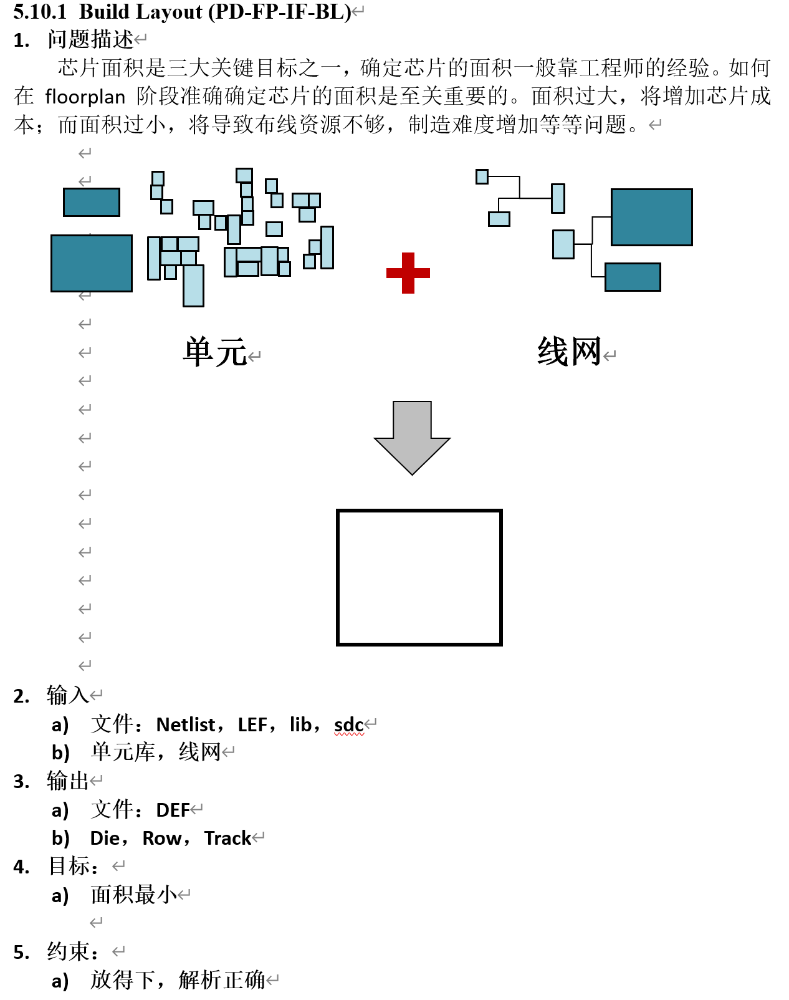 5.10.1 Build Layout (PD-FP-IF-BL)
1. 问题描述
芯片面积是三大关键目标之一，确定芯片的面积一般靠工程师的经验。如何
在 floorplan 阶段准确确定芯片的面积是至关重要的。面积过大，将增加芯片成
本；而面积过小，将导致布线资源不够，制造难度增加等等问题。
单元
线网
2. 输入
a) 文件：Netlist，LEF，lib，sdc
b) 单元库，线网
3. 输出
a) 文件：DEF
b) Die，Row，Track
4. 目标：
a) 面积最小
5. 约束：
a) 放得下，解析正确